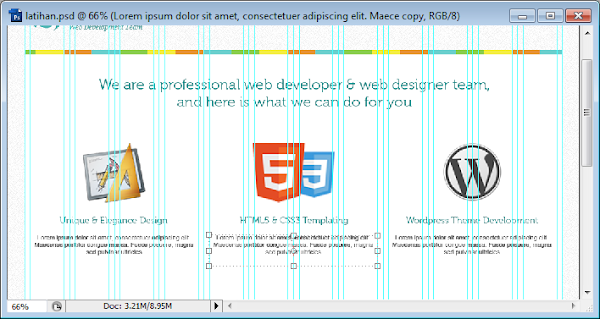 Ps latihan.psd @ 66% (Lorem ipsum dolor sit amet, consectetuer adipiscing elit. Maece copy, RGB/8)
Web Development Team
We are a professional web developer & web designer team,
and here is what we can do for you
Unique & Elegance Design
Lorem ipsum dolor sit amet, consectetuer adipiscing elit.
Maecenas porttitor congue massa. Fusce posuere, magna
sed pulvinar ultricies
HTML5 & CSS3 Templating
Lorem ipsum dolor sit amet, consectetuer adipiscing elit.
Maecenas porttitor congue massa. Fusce posuere, magna
sed pulvinar ultricies
Wordpress Theme Development
Lorem ipsum dolor sit amet, consectetuer adipiscing elit.
Maecenas porttitor congue massa. Fusce posuere, magna
sed pulvinar ultricies
66%
Doc: 3.21M/8.95M